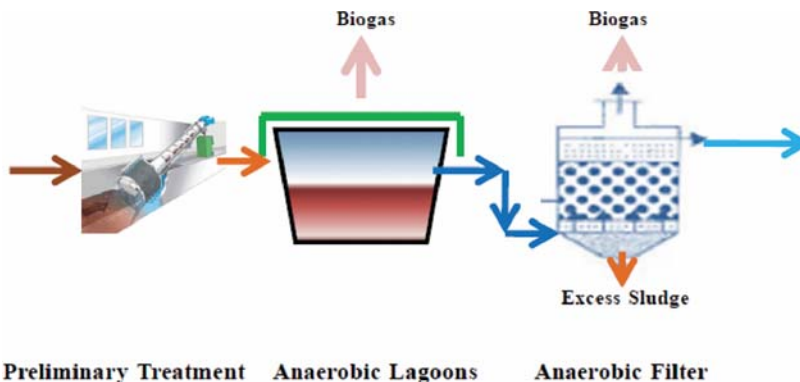 Biogas
Biogas
Excess Sludge
Preliminary Treatment
Anaerobic Lagoons
Anaerobic Filter